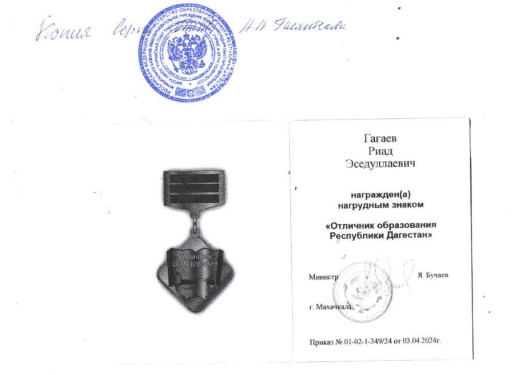 Копия верна
Гагаев
Риад
Эседуллаевич
награжден(а)
нагрудным знаком
«Отличник образования
Республики Дагестан»
Министр Я. Бучаев
г. Махачкала
Приказ № 01-02-1-349/24 от 03.04.2024г.